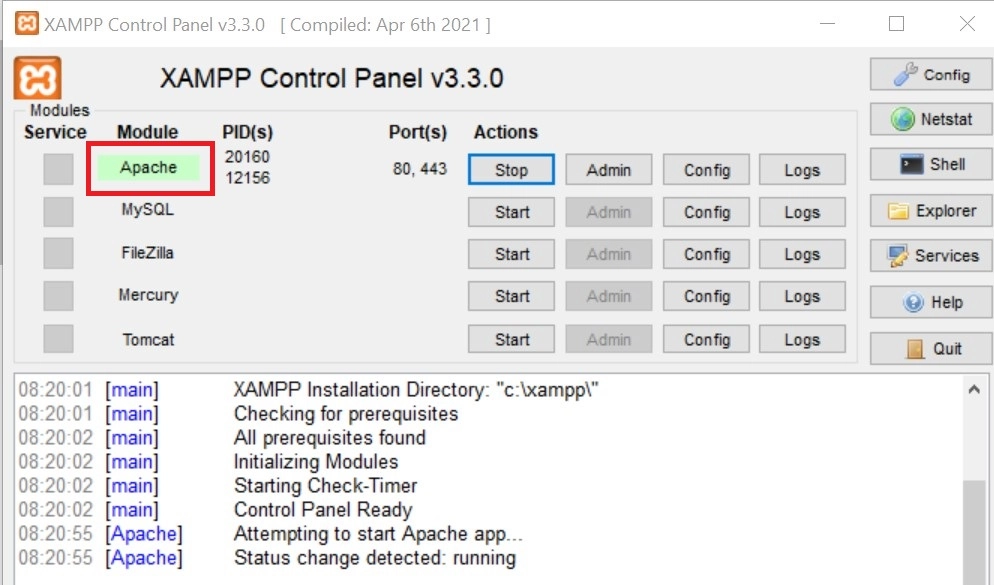 XAMPP Control Panel v3.3.0 [ Compiled: Apr 6th 2021 ]
XAMPP Control Panel v3.3.0
Config
Netstat
Shell
Explorer
Services
Help
Quit
Modules
Service Module PID(s) Port(s) Actions
Apache 20160 12156 80, 443 Stop Admin Config Logs
MySQL Start Admin Config Logs
FileZilla Start Admin Config Logs
Mercury Start Admin Config Logs
Tomcat Start Admin Config Logs
08:20:01 [main] XAMPP Installation Directory: "c:\xampp\"
08:20:01 [main] Checking for prerequisites
08:20:02 [main] All prerequisites found
08:20:02 [main] Initializing Modules
08:20:02 [main] Starting Check-Timer
08:20:02 [main] Control Panel Ready
08:20:55 [Apache] Attempting to start Apache app...
08:20:55 [Apache] Status change detected: running